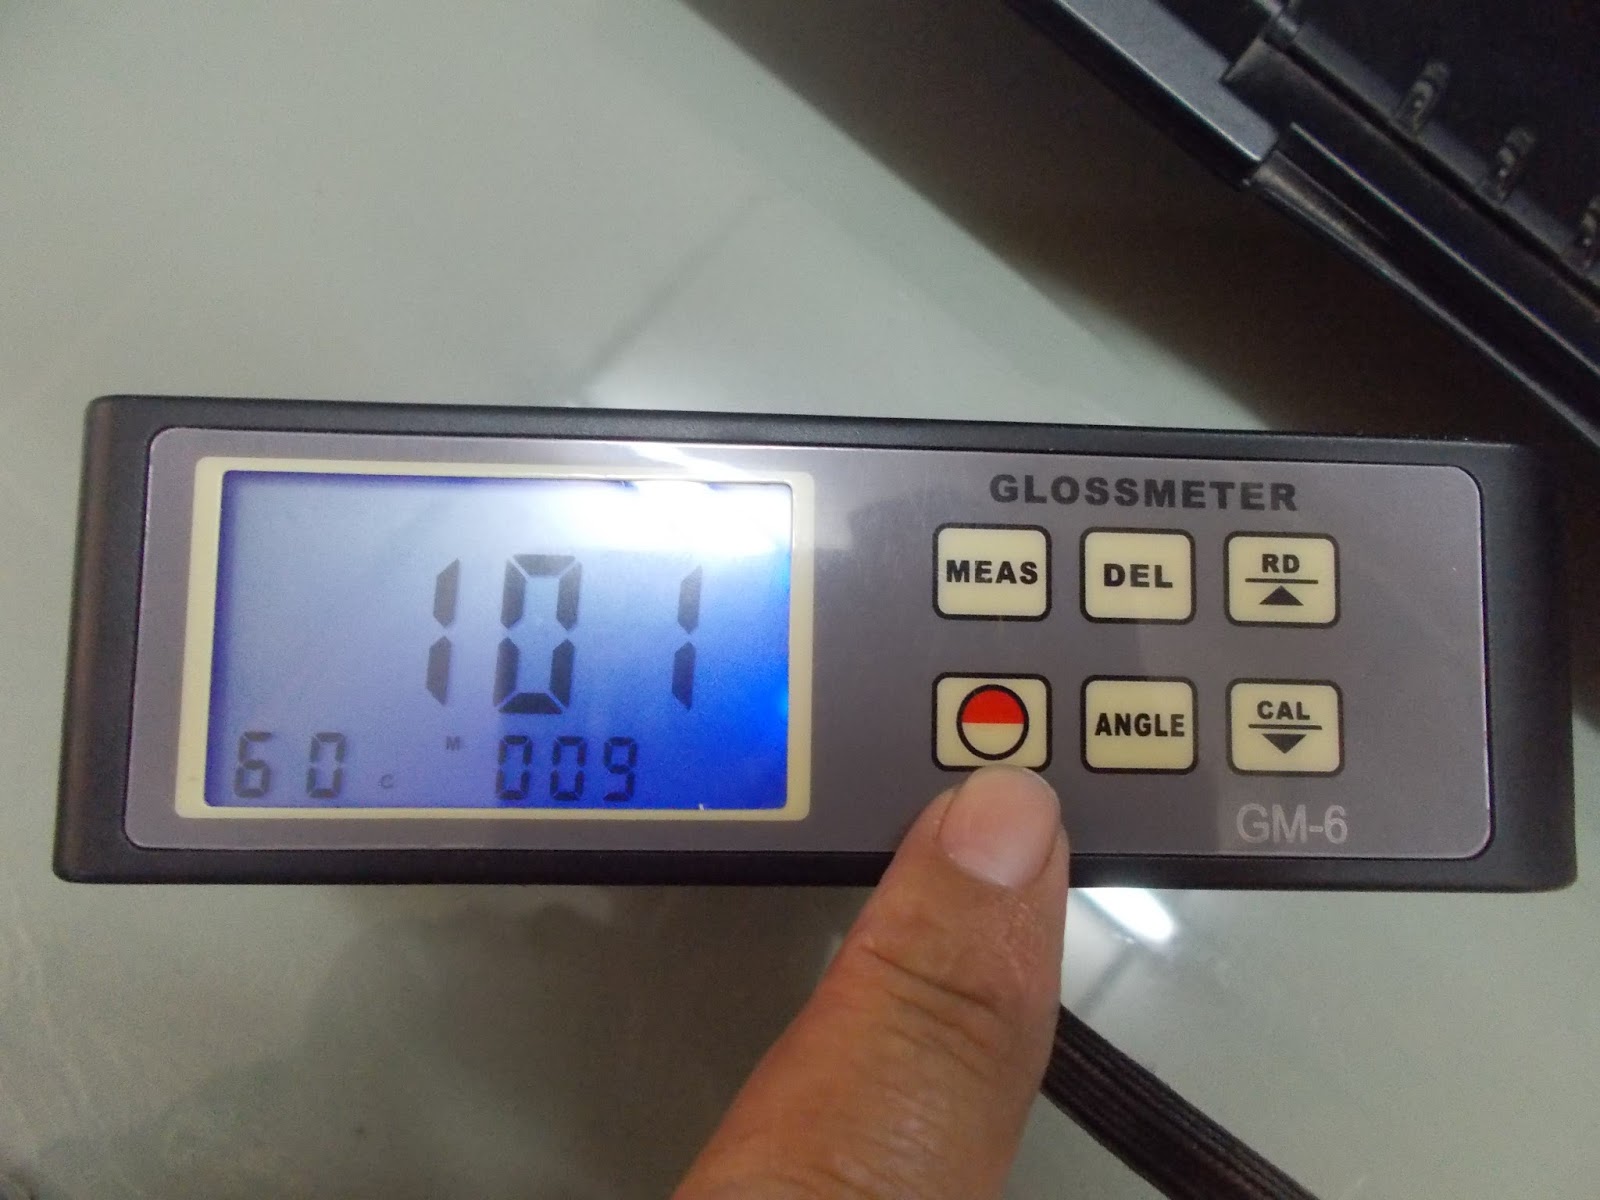 GLOSSMETER
MEAS DEL RD
101
60 C M 009
ANGLE CAL
GM-6